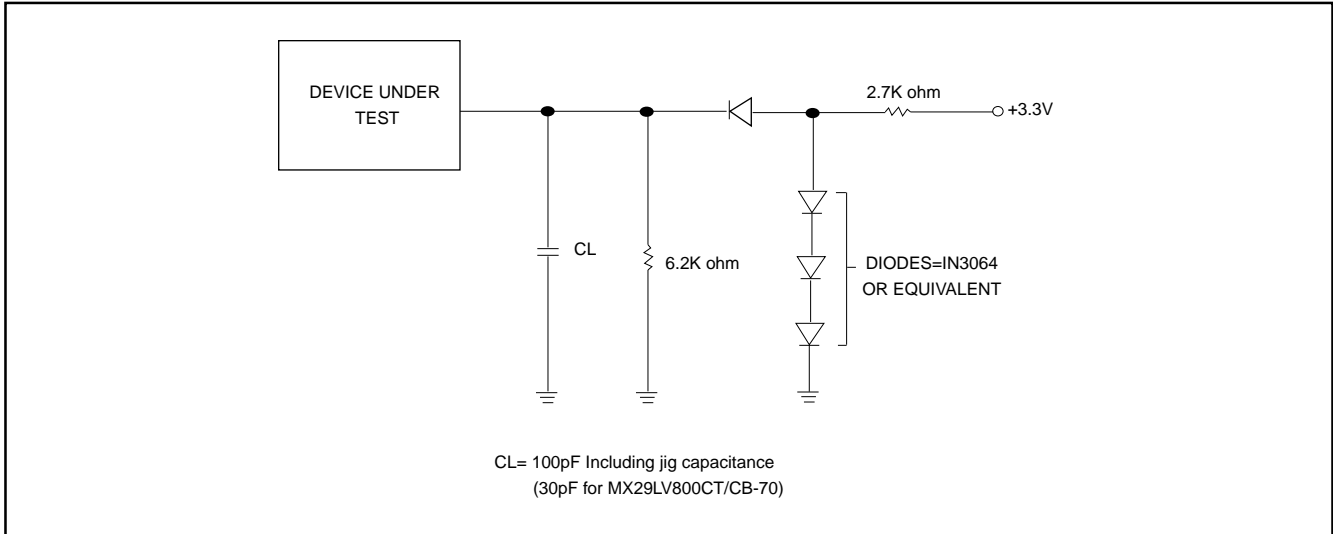 DEVICE UNDER
TEST
2.7K ohm
+3.3V
CL
6.2K ohm
DIODES=IN3064
OR EQUIVALENT
CL= 100pF Including jig capacitance
(30pF for MX29LV800CT/CB-70)